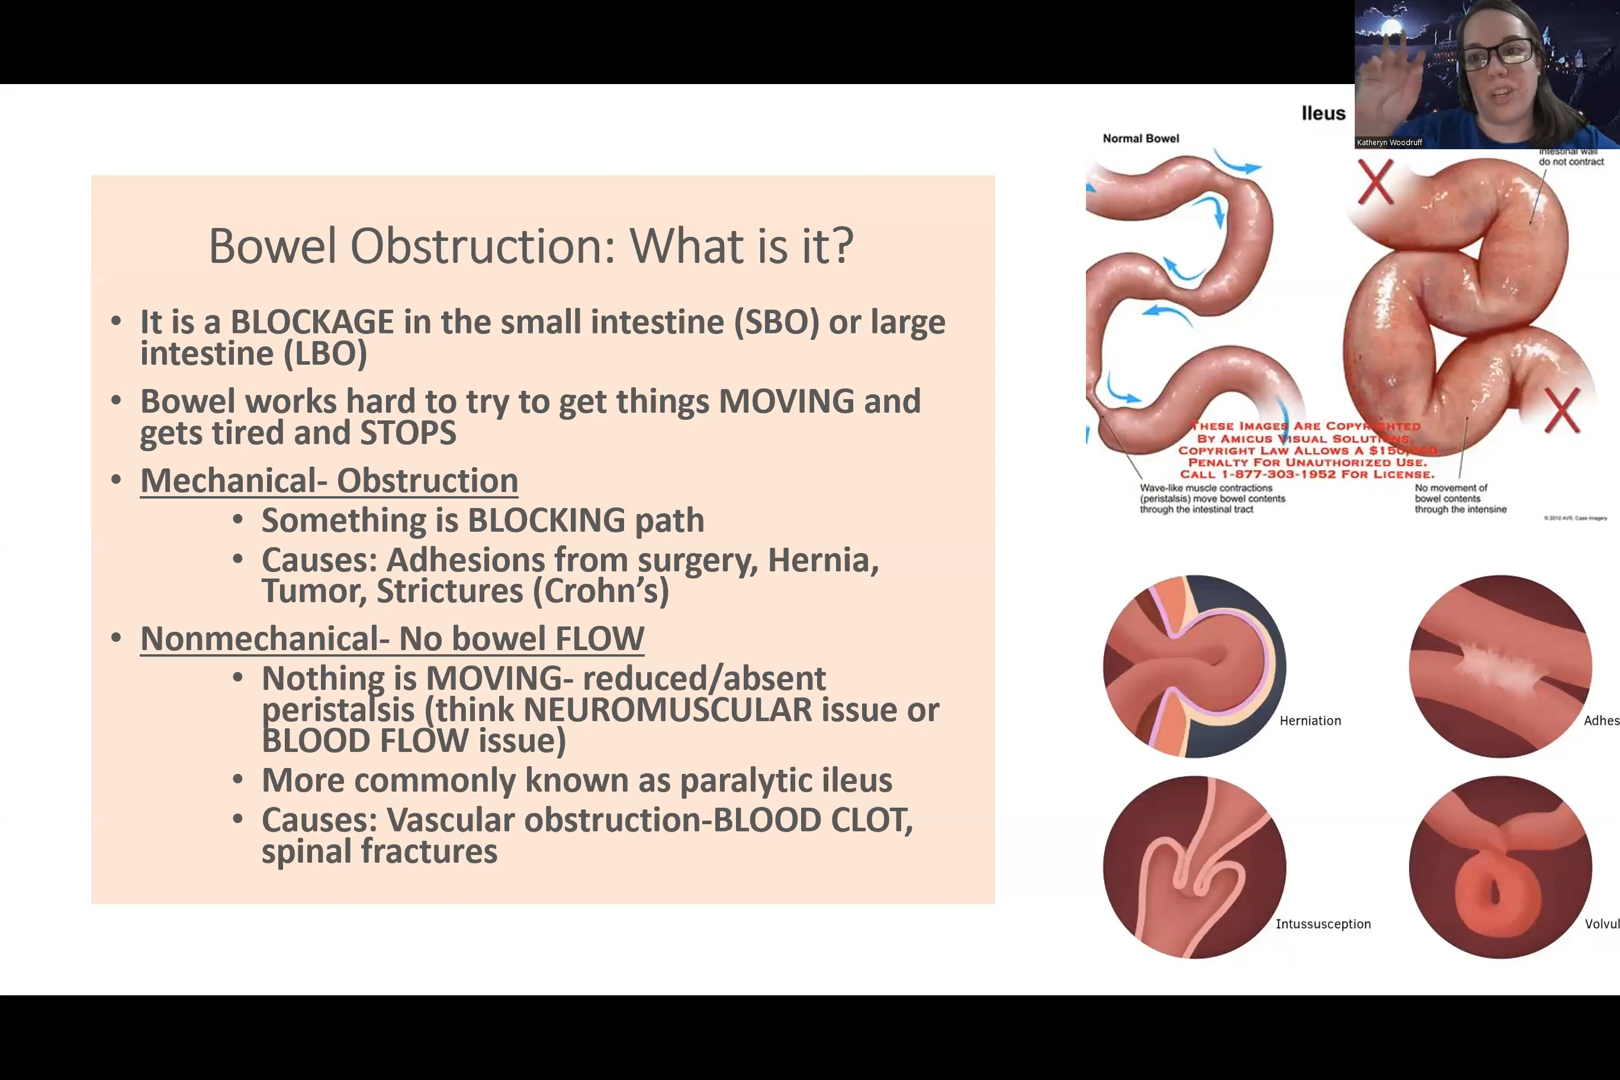 Bowel Obstruction: What is it?
• It is a BLOCKAGE in the small intestine (SBO) or large
intestine (LBO)
• Bowel works hard to try to get things MOVING and
gets tired and STOPS
• Mechanical- Obstruction
• Something is BLOCKING path
• Causes: Adhesions from surgery, Hernia,
Tumor, Strictures (Crohn's)
• Nonmechanical- No bowel FLOW
• Nothing is MOVING- reduced/absent
peristalsis (think NEUROMUSCULAR issue or
BLOOD FLOW issue)
• More commonly known as paralytic ileus
• Causes: Vascular obstruction-BLOOD CLOT,
spinal fractures
Ileus
Katheryn Woodruff
Normal Bowel
intestinal wall
do not contract
THESE IMAGES ARE COPYRIGHTED
BY AMICUS VISUAL SOLUTIONS.
COPYRIGHT LAW ALLOWS A
PENALTY FOR UNAUTHORIZED USE.
CALL 1-877-303-1952 FOR LICENSE.
Wave-like muscle contractions
(peristalsis) move bowel contents
through the intestinal tract
No movement of
bowel contents
through the intensine
© 2010 AVS, Case Imagery
Herniation
Adhes
Intussusception
Volvul